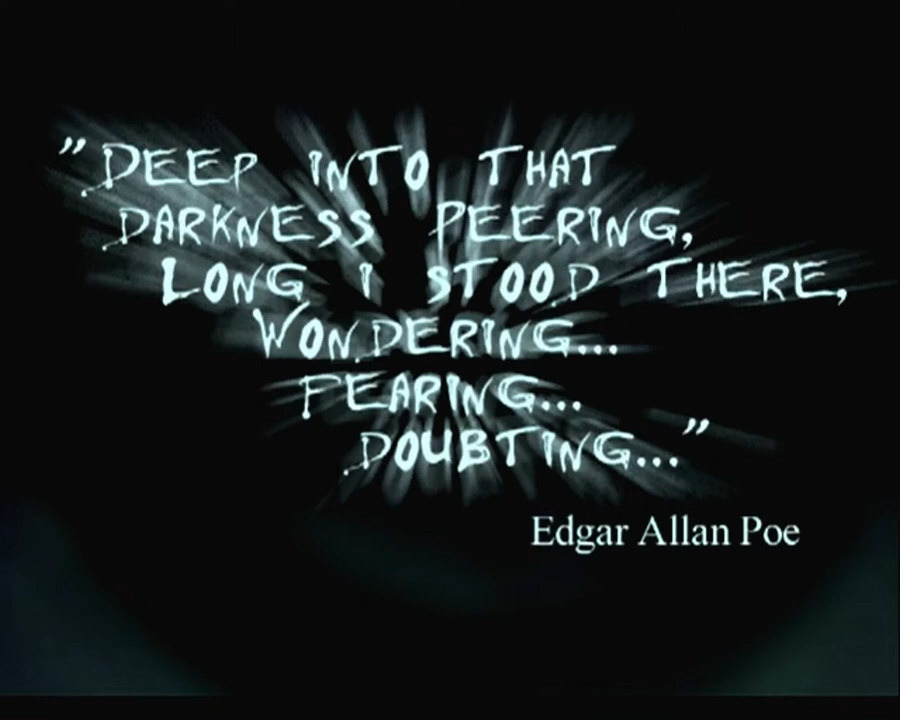 "DEEP INTO THAT
DARKNESS PEERING,
LONG I STOOD THERE,
WONDERING...
FEARING...
DOUBTING..."
Edgar Allan Poe